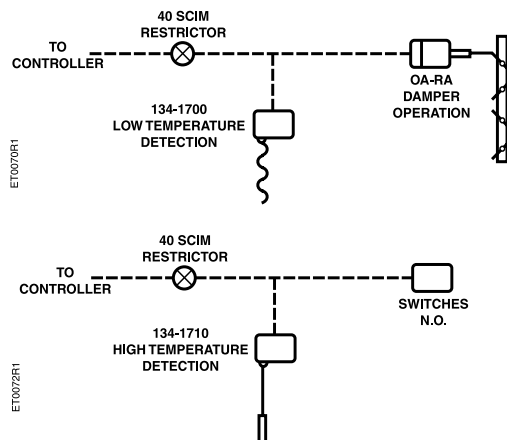 40 SCIM
RESTRICTOR
TO
CONTROLLER
OA-RA
DAMPER
OPERATION
134-1700
LOW TEMPERATURE
DETECTION
ET0070R1
40 SCIM
RESTRICTOR
TO
CONTROLLER
SWITCHES
N.O.
134-1710
HIGH TEMPERATURE
DETECTION
ET0072R1